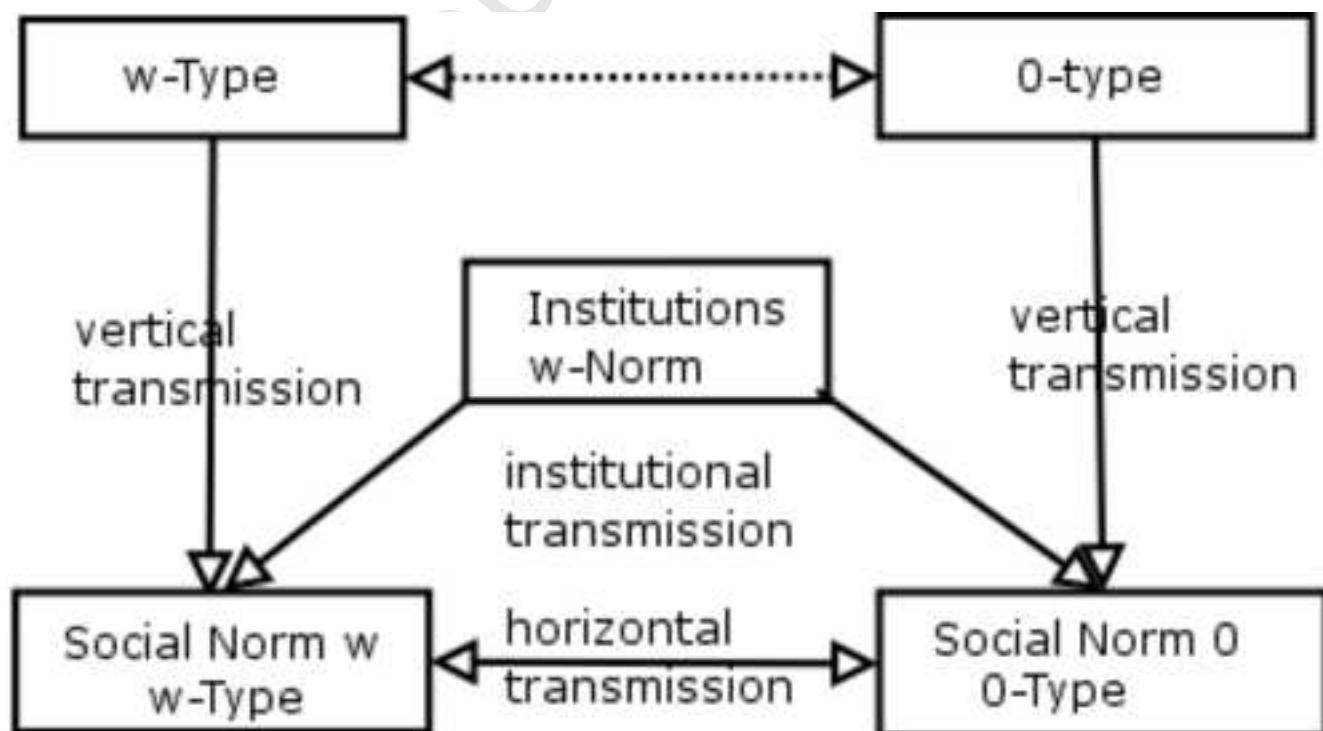 w-Type
0-type
Institutions
w-Norm
vertical
transmission
vertical
transmission
institutional
transmission
horizontal
transmission
Social Norm w
w-Type
Social Norm 0
0-Type